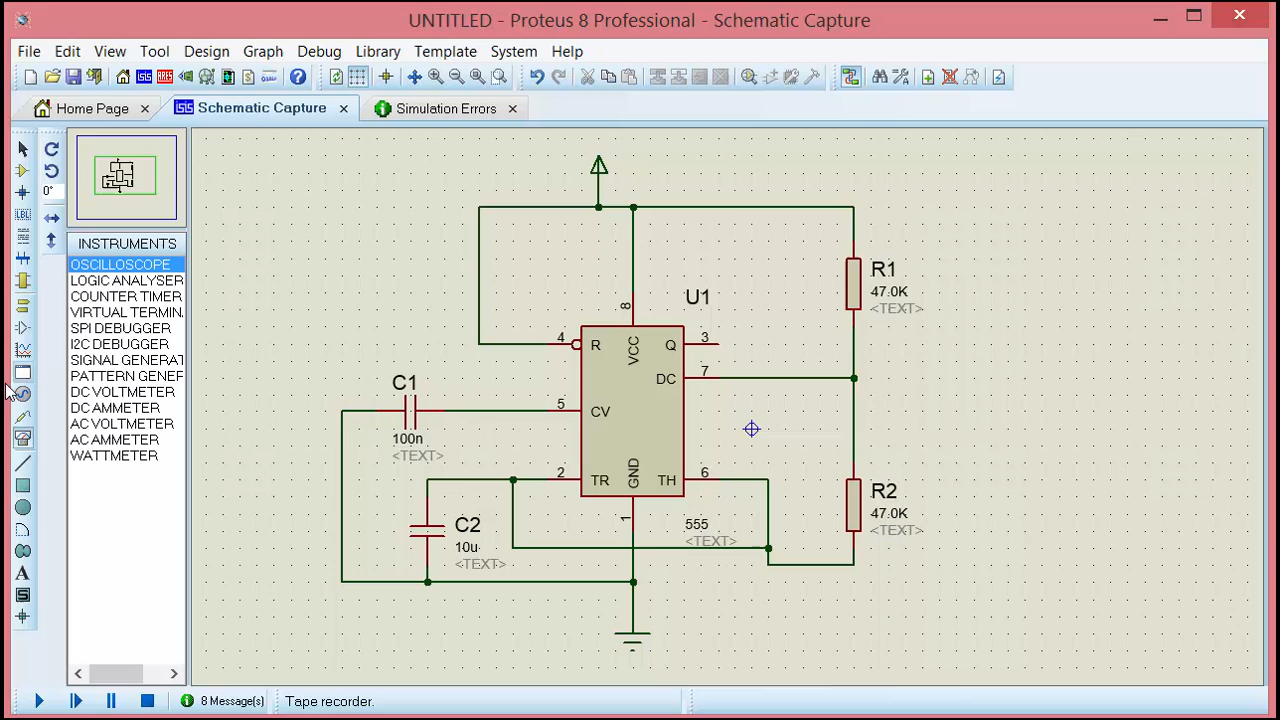 UNTITLED - Proteus 8 Professional - Schematic Capture
File Edit View Tool Design Graph Debug Library Template System Help
Home Page Schematic Capture Simulation Errors
0°
LBL
INSTRUMENTS
OSCILLOSCOPE
LOGIC ANALYSER
COUNTER TIMER
VIRTUAL TERMIN
SPI DEBUGGER
I2C DEBUGGER
SIGNAL GENERAT
PATTERN GENEF
DC VOLTMETER
DC AMMETER
AC VOLTMETER
AC AMMETER
WATTMETER
A
S
R1
47.0K
<TEXT>
U1
8
VCC
4 R Q 3
DC 7
C1
100n
<TEXT>
5 CV
2 TR GND TH 6
1
555
<TEXT>
C2
10u
<TEXT>
R2
47.0K
<TEXT>
8 Message(s) Tape recorder.